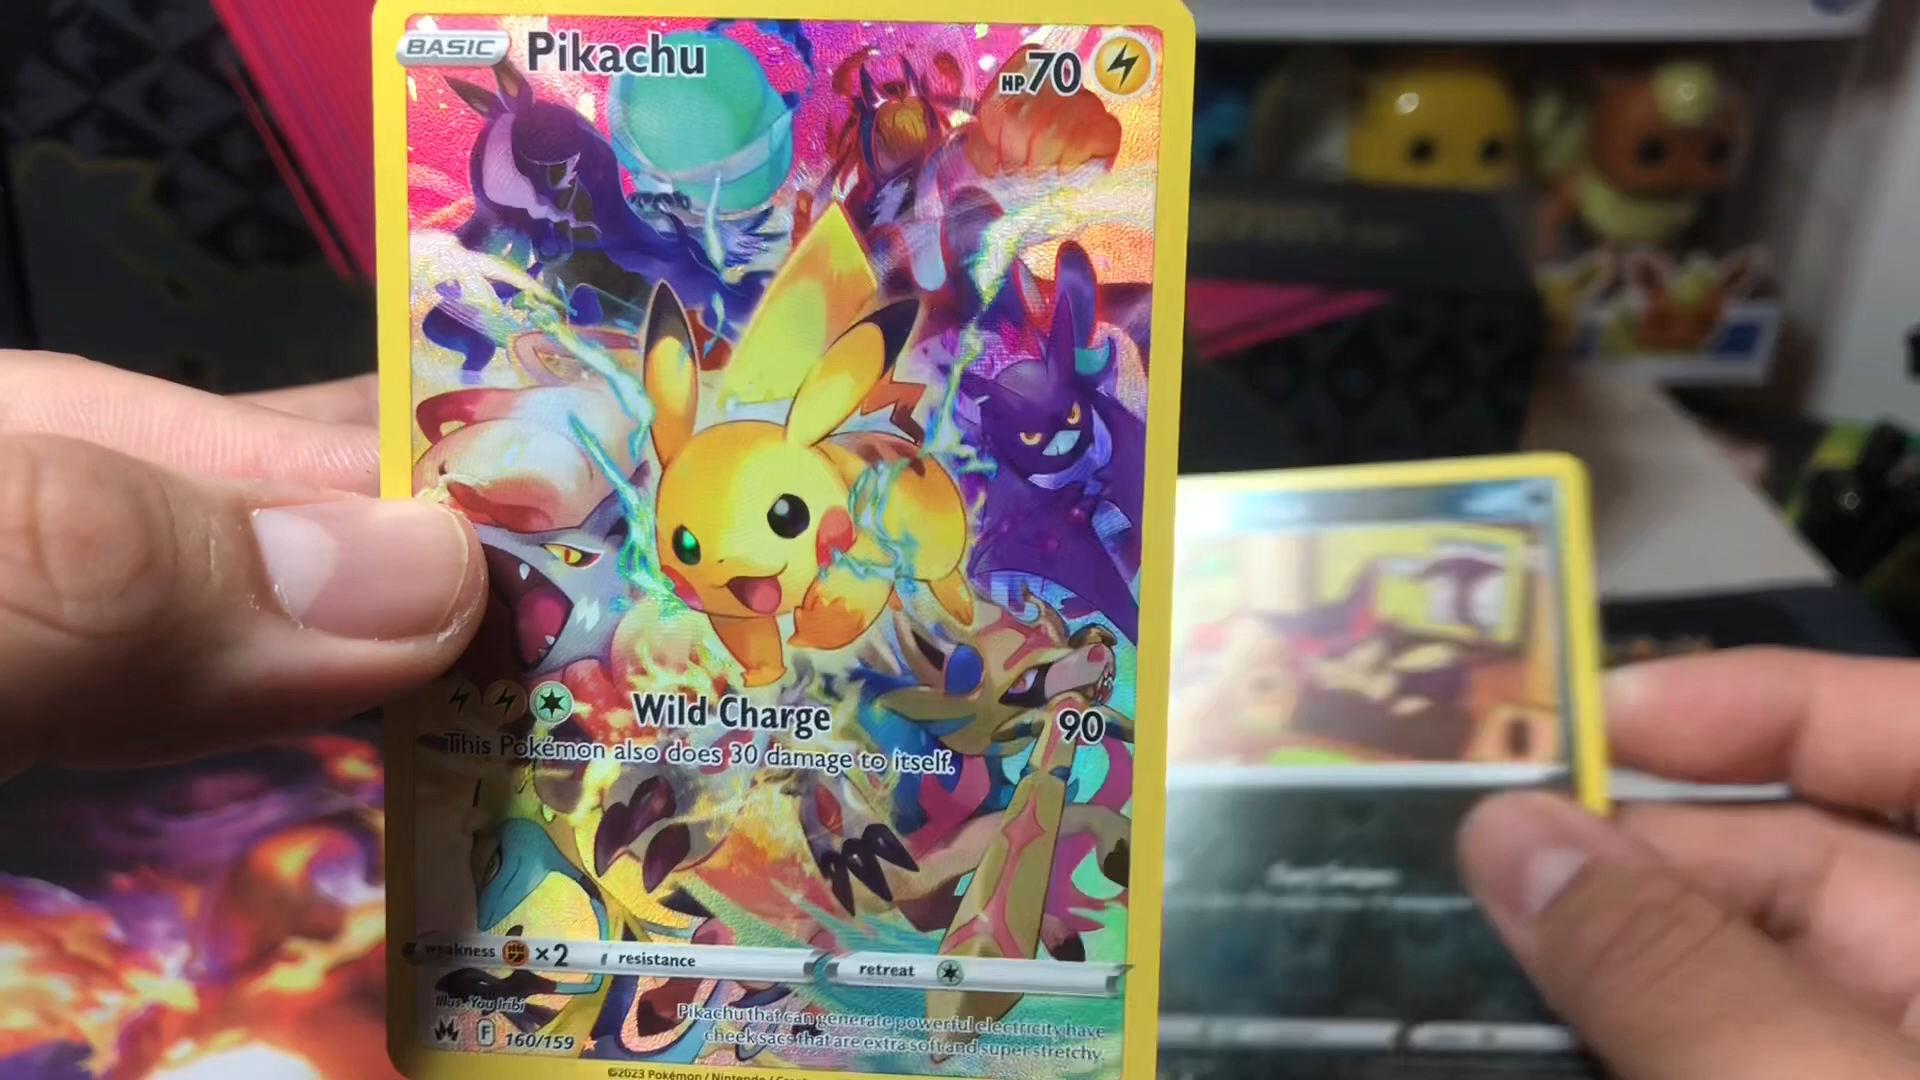 BASIC Pikachu HP 70
Wild Charge 90
This Pokémon also does 30 damage to itself.
weakness ×2 resistance retreat
Illus. You Iribi
F 160/159
Pikachu that can generate powerful electricity have
cheek sacs that are extra soft and super stretchy.
©2023 Pokémon / Nintendo /